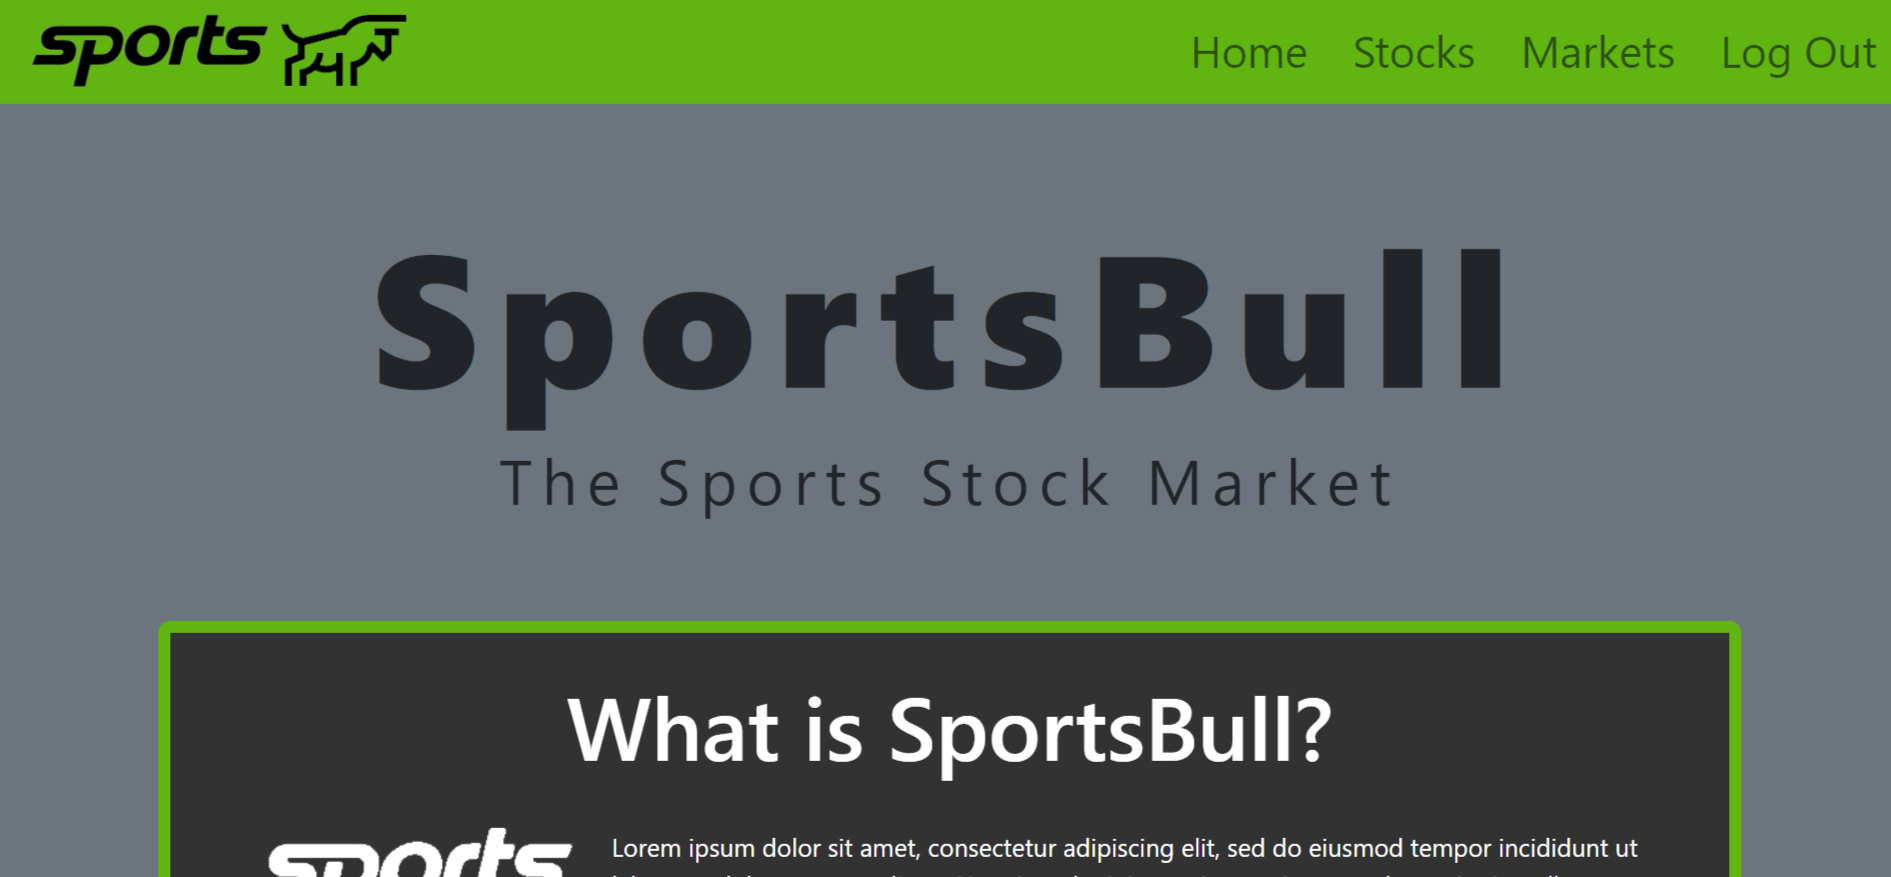 sports
Home Stocks Markets Log Out
SportsBull
The Sports Stock Market
What is SportsBull?
sports
Lorem ipsum dolor sit amet, consectetur adipiscing elit, sed do eiusmod tempor incididunt ut